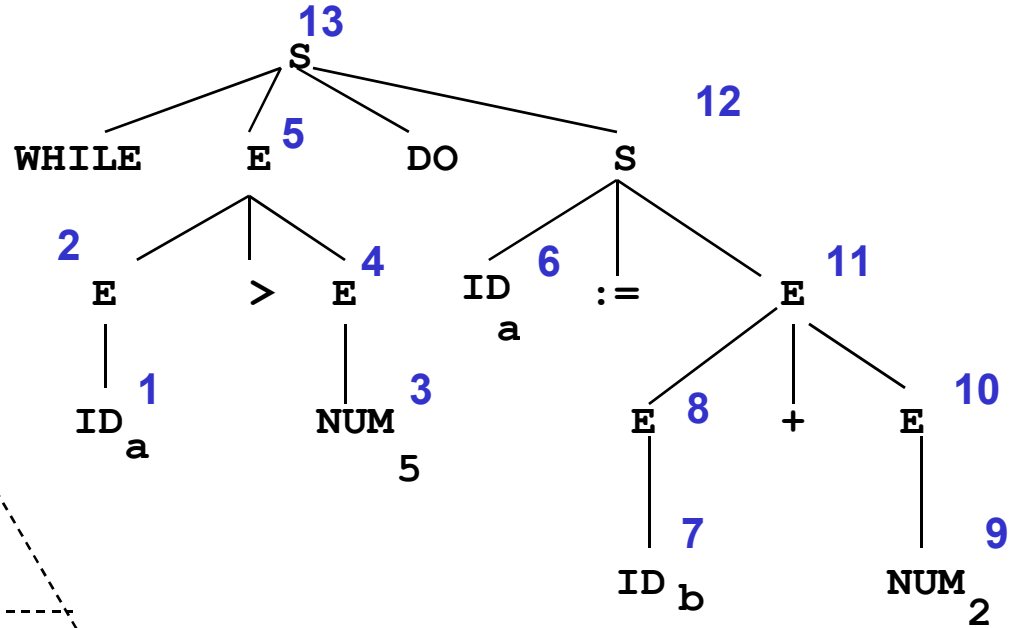 13
S
12
WHILE E 5 DO S
2 4 6 11
E > E ID a := E
1 3 8 10
ID a NUM 5 E + E
7 9
ID b NUM 2